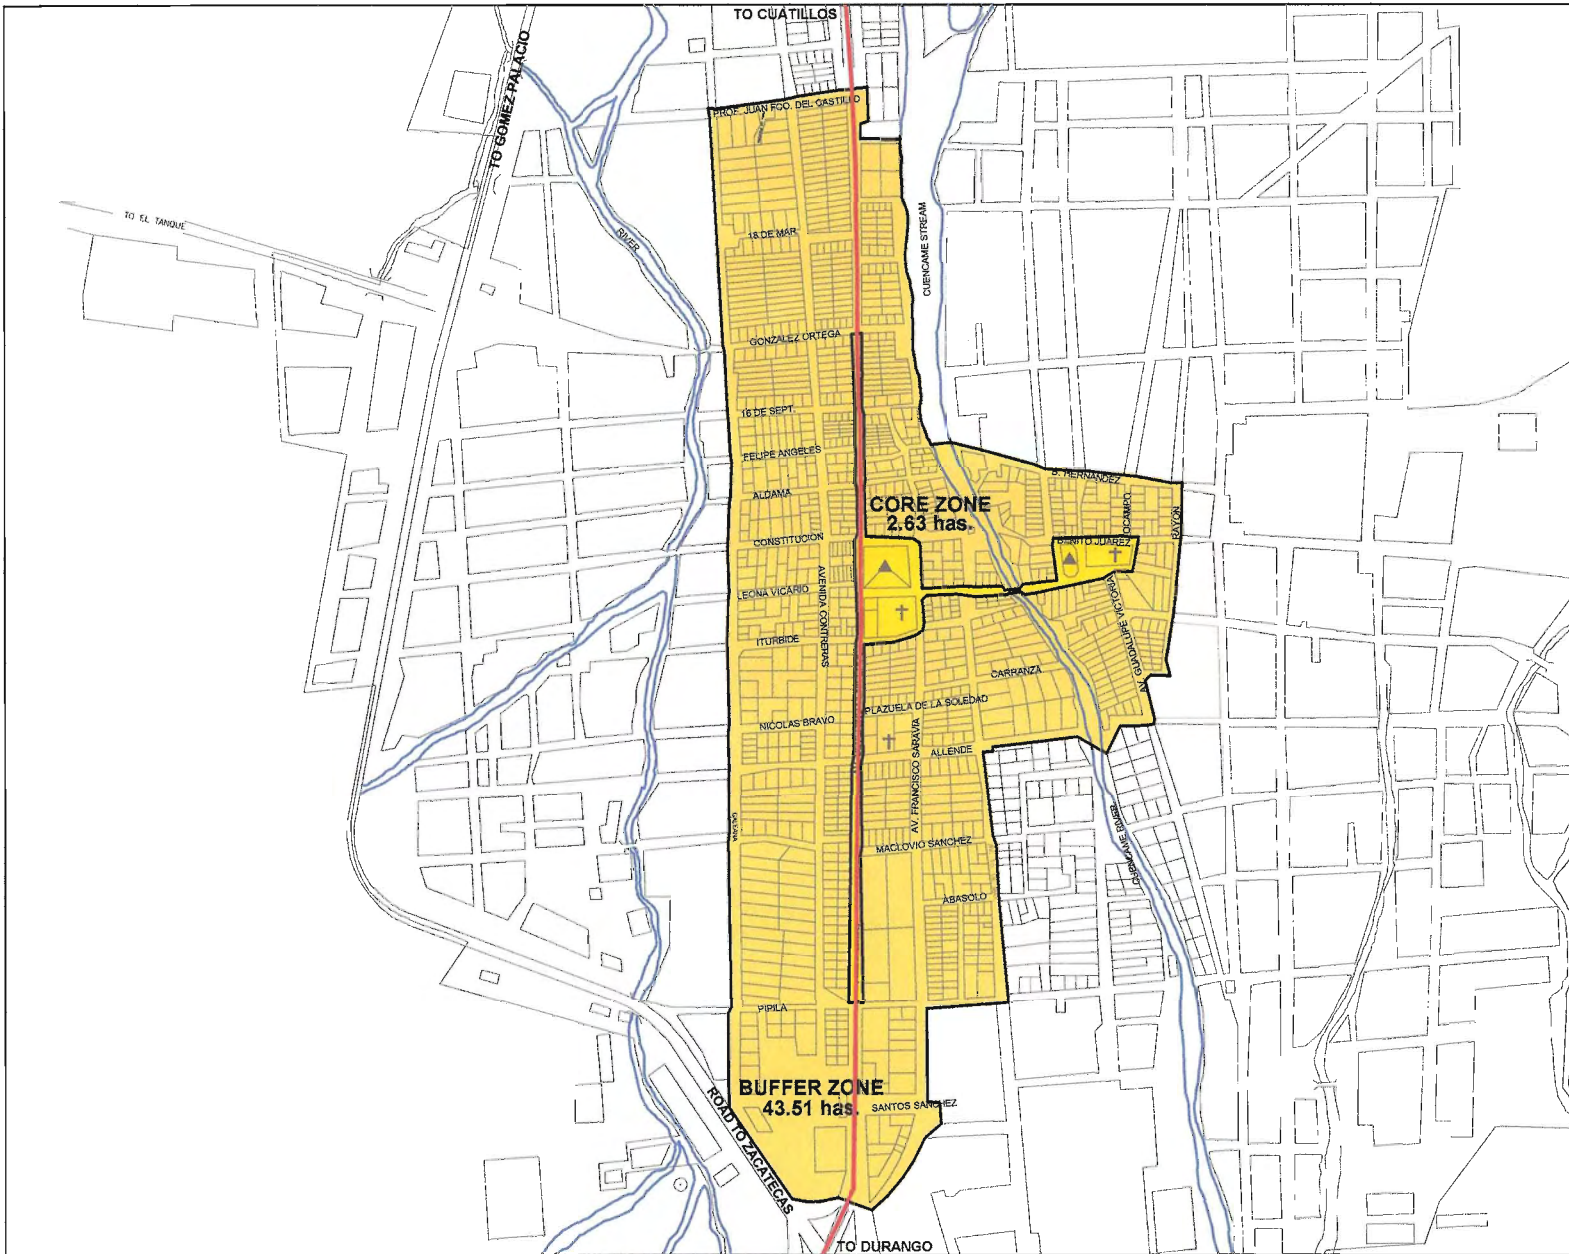 TO CUATILLOS
TO GOMEZ PALACIO
PROF. JUAN FCO. DEL CASTILLO
TO EL TANQUE
RIVER
18 DE MAR
CUENCAME STREAM
GONZALEZ ORTEGA
16 DE SEPT.
FELIPE ANGELES
B. HERNANDEZ
ALDAMA
CORE ZONE
2.63 has.
OCAMPO
RAYON
CONSTITUCION
BENITO JUAREZ
LEONA VICARIO
AVENIDA CONTRERAS
AV. GUADALUPE VICTORIA
ITURBIDE
CARRANZA
PLAZUELA DE LA SOLEDAD
NICOLAS BRAVO
AV. FRANCISCO SARAVIA
ALLENDE
GALEANA
MACLOVIO SANCHEZ
CUENCAME RIVER
ABASOLO
PIPILA
BUFFER ZONE
43.51 has.
SANTOS SANCHEZ
ROAD TO ZACATECAS
TO DURANGO